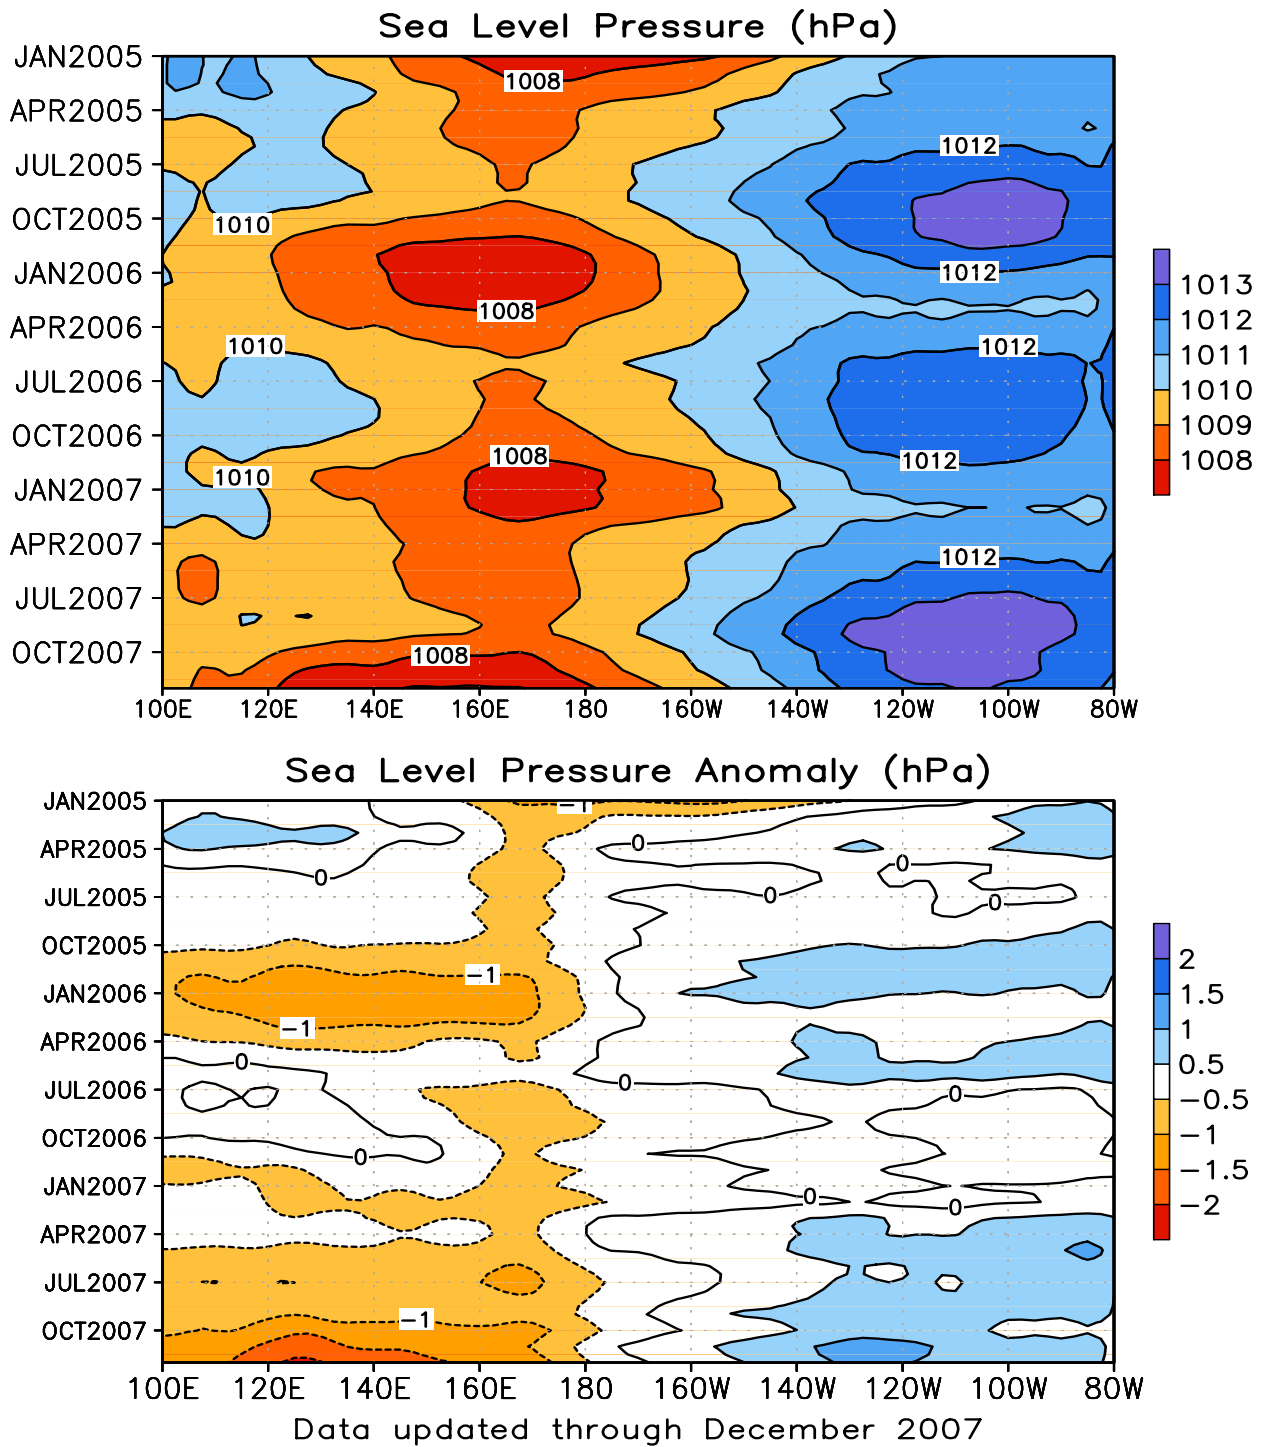 Sea Level Pressure (hPa)
JAN2005
APR2005
JUL2005
OCT2005
JAN2006
APR2006
JUL2006
OCT2006
JAN2007
APR2007
JUL2007
OCT2007
1008
1012
1010
1012
1008
1010
1012
1008
1012
1010
1012
1008
100E 120E 140E 160E 180 160W 140W 120W 100W 80W
1013
1012
1011
1010
1009
1008
Sea Level Pressure Anomaly (hPa)
JAN2005
APR2005
JUL2005
OCT2005
JAN2006
APR2006
JUL2006
OCT2006
JAN2007
APR2007
JUL2007
OCT2007
−1
0
0
0
0
0
−1
−1
0
0
0
0
0
0
−1
100E 120E 140E 160E 180 160W 140W 120W 100W 80W
2
1.5
1
0.5
−0.5
−1
−1.5
−2
Data updated through December 2007